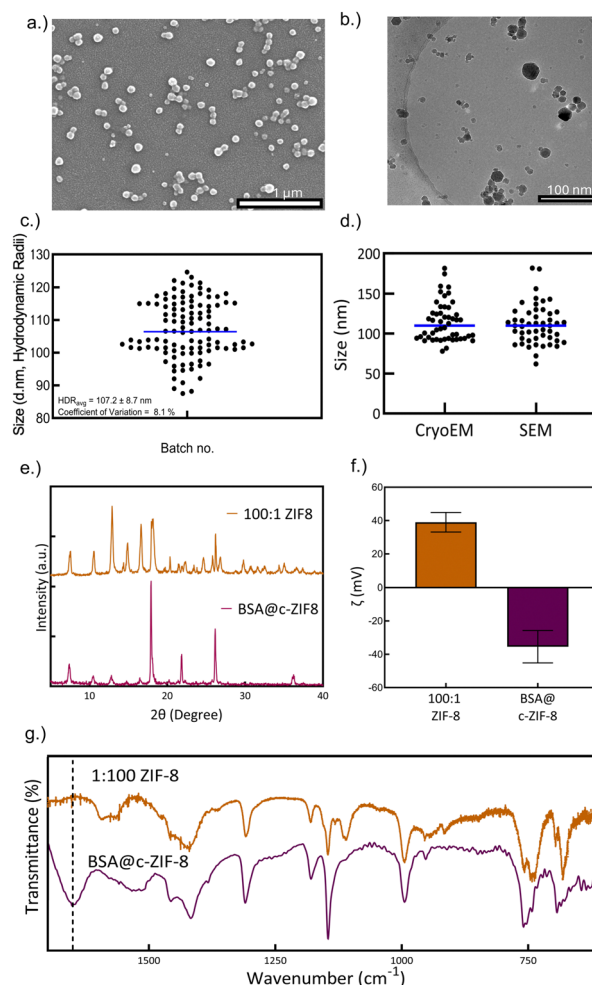 a.)
b.)
1 µm
100 nm
c.)
d.)
Size (d.nm, Hydrodynamic Radii)
130
120
110
100
90
80
HDRavg = 107.2 ± 8.7 nm
Coefficient of Variation = 8.1 %
Batch no.
Size (nm)
200
150
100
50
0
CryoEM
SEM
e.)
f.)
Intensity (a.u.)
100:1 ZIF8
BSA@c-ZIF8
10
20
30
40
2θ (Degree)
ζ (mV)
60
40
20
0
-20
-40
-60
100:1
ZIF-8
BSA@
c-ZIF-8
g.)
Transmittance (%)
1:100 ZIF-8
BSA@c-ZIF-8
1500
1250
1000
750
Wavenumber (cm⁻¹)